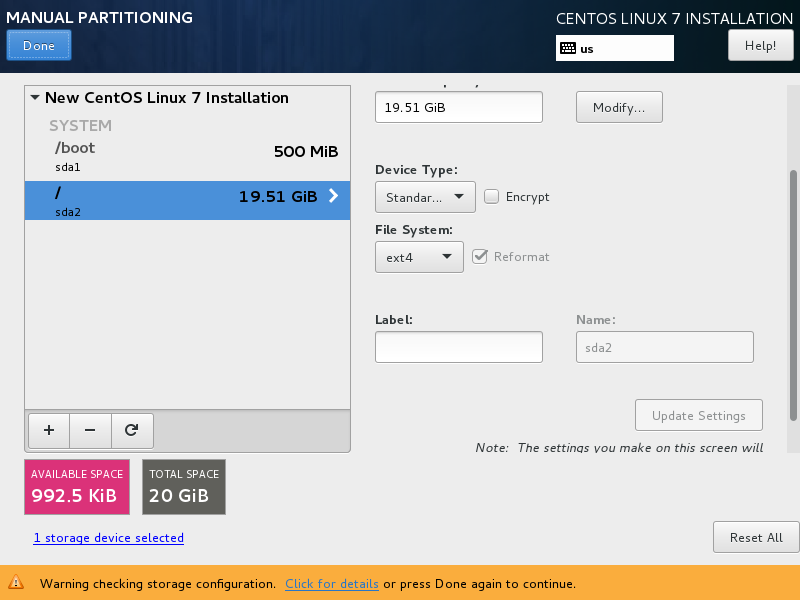 MANUAL PARTITIONING
CENTOS LINUX 7 INSTALLATION
Done
us
Help!
New CentOS Linux 7 Installation
SYSTEM
/boot
500 MiB
sda1
/
19.51 GiB
sda2
19.51 GiB
Modify...
Device Type:
Standar...
Encrypt
File System:
ext4
Reformat
Label:
Name:
sda2
Update Settings
Note: The settings you make on this screen will
+ −
AVAILABLE SPACE
992.5 KiB
TOTAL SPACE
20 GiB
1 storage device selected
Reset All
Warning checking storage configuration. Click for details or press Done again to continue.